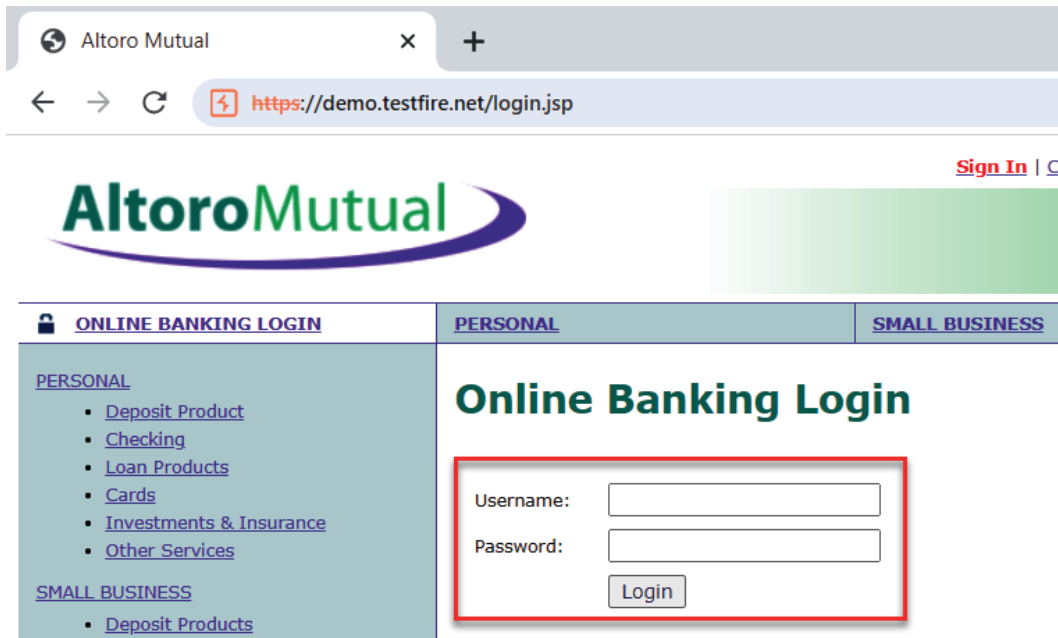 Altoro Mutual
https://demo.testfire.net/login.jsp
Sign In |
AltoroMutual
ONLINE BANKING LOGIN
PERSONAL
SMALL BUSINESS
PERSONAL
Deposit Product
Checking
Loan Products
Cards
Investments & Insurance
Other Services
SMALL BUSINESS
Deposit Products
Online Banking Login
Username:
Password:
Login